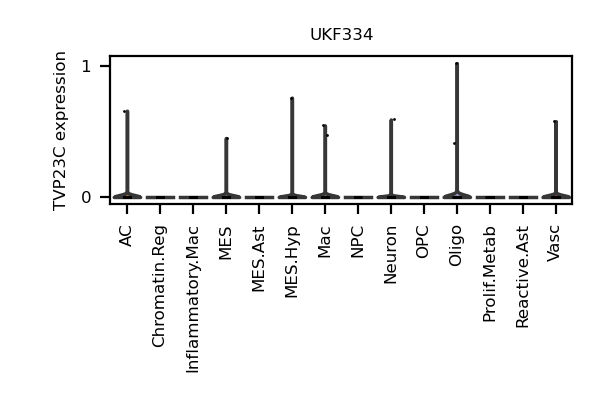 UKF334
TVP23C expression
1
0
AC
Chromatin.Reg
Inflammatory.Mac
MES
MES.Ast
MES.Hyp
Mac
NPC
Neuron
OPC
Oligo
Prolif.Metab
Reactive.Ast
Vasc